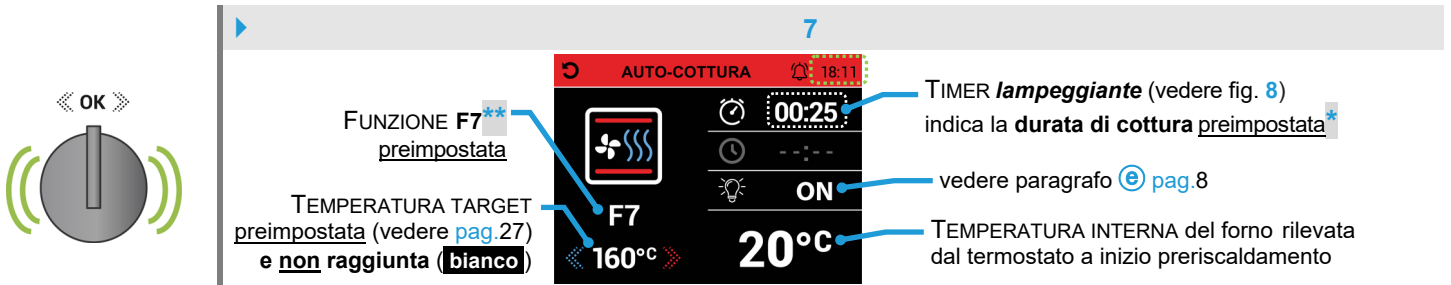 7
OK
AUTO-COTTURA 18:11
FUNZIONE F7**
preimpostata
TEMPERATURA TARGET
preimpostata (vedere pag.27)
e non raggiunta ( bianco )
00:25
--:--
ON
F7
160°C
20°C
TIMER lampeggiante (vedere fig. 8)
indica la durata di cottura preimpostata*
vedere paragrafo e pag.8
TEMPERATURA INTERNA del forno rilevata
dal termostato a inizio preriscaldamento